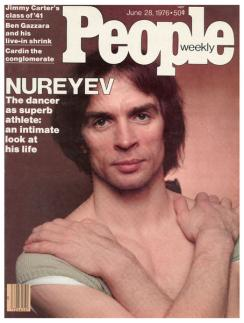 Jimmy Carter's
class of '41
Ben Gazzara
and his
live-in shrink
Cardin the
conglomerate
June 28, 1976 • 50¢
People
weekly
NUREYEV
The dancer
as superb
athlete:
an intimate
look at
his life